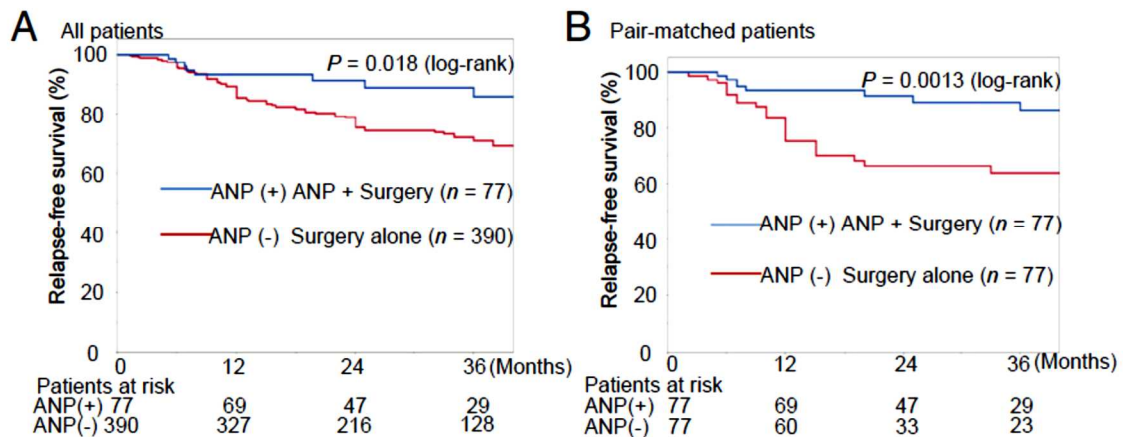 A All patients
100
80
60
40
20
0
Relapse-free survival (%)
P = 0.018 (log-rank)
ANP (+) ANP + Surgery (n = 77)
ANP (-) Surgery alone (n = 390)
0 12 24 36 (Months)
Patients at risk
ANP(+) 77 69 47 29
ANP(-) 390 327 216 128
B Pair-matched patients
100
80
60
40
20
0
Relapse-free survival (%)
P = 0.0013 (log-rank)
ANP (+) ANP + Surgery (n = 77)
ANP (-) Surgery alone (n = 77)
0 12 24 36 (Months)
Patients at risk
ANP(+) 77 69 47 29
ANP(-) 77 60 33 23